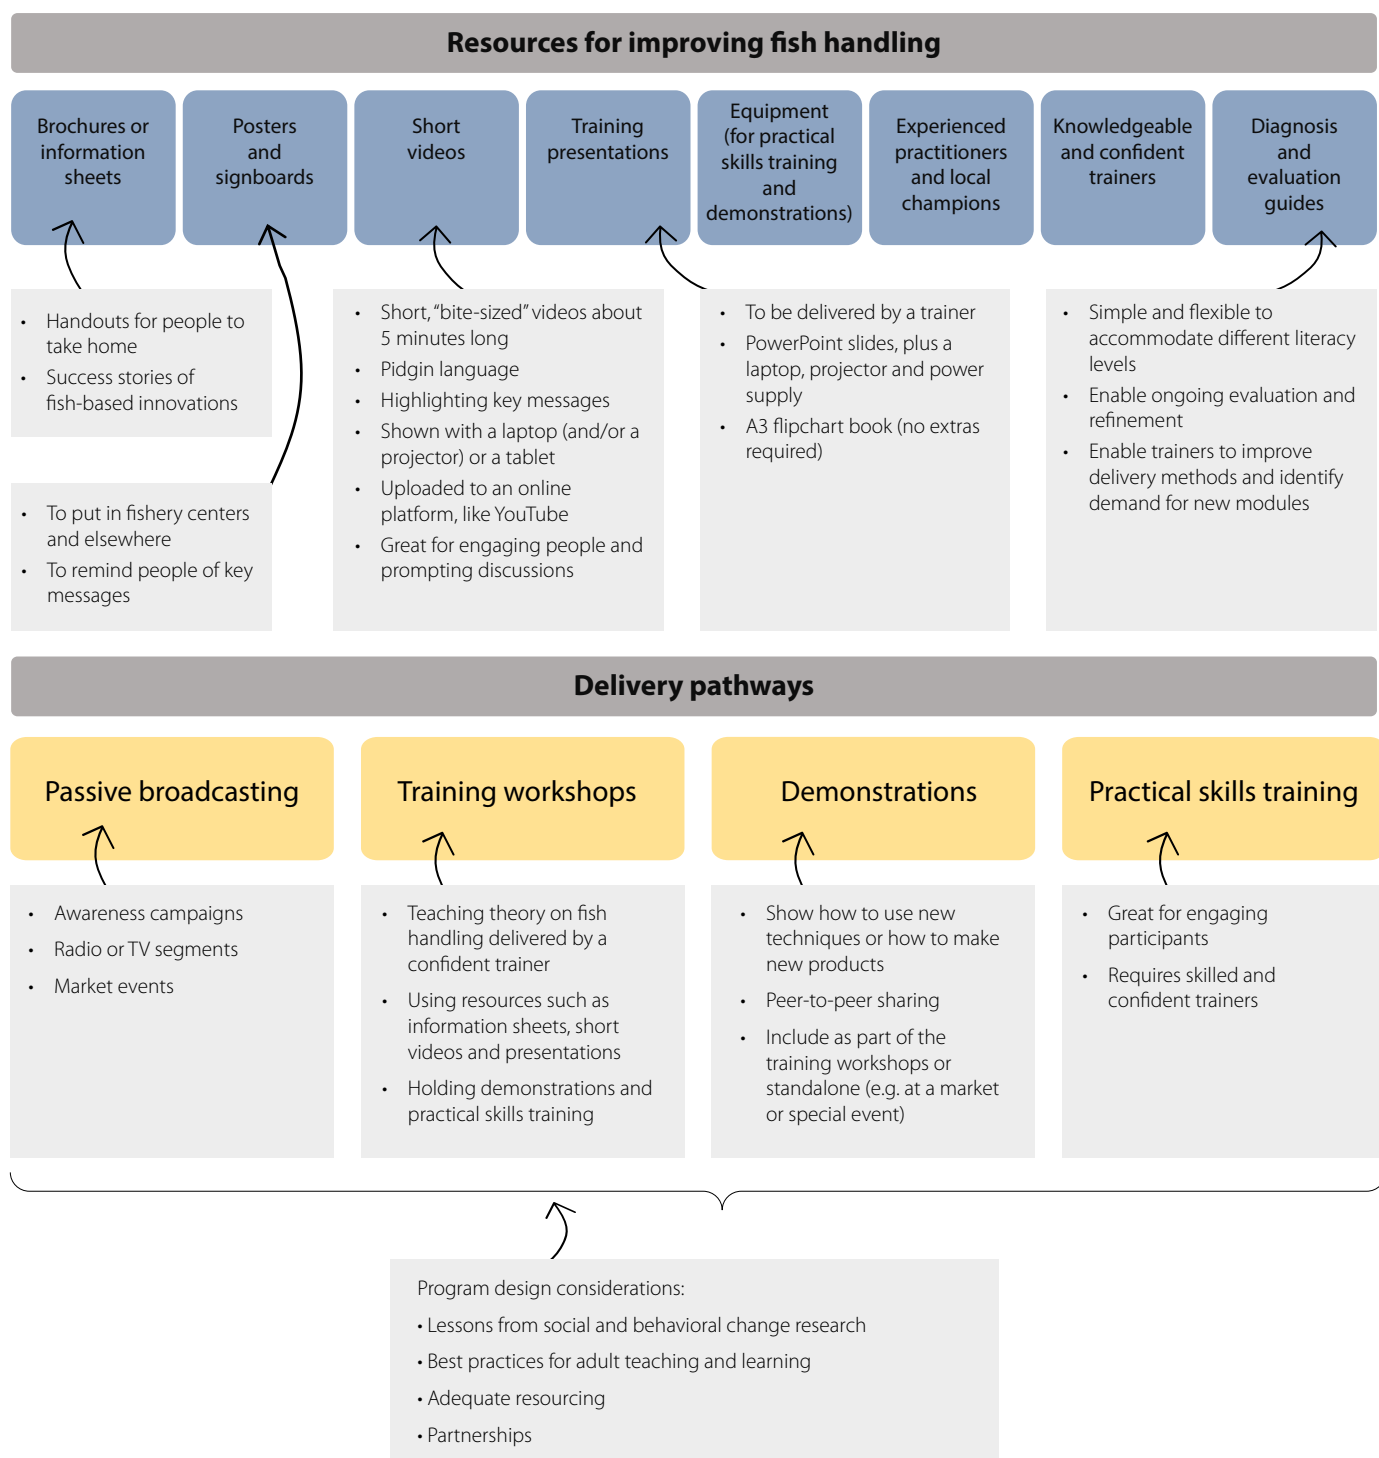 Resources for improving fish handling
Brochures or
information
sheets
Posters
and
signboards
Short
videos
Training
presentations
Equipment
(for practical
skills training
and
demonstrations)
Experienced
practitioners
and local
champions
Knowledgeable
and confident
trainers
Diagnosis
and
evaluation
guides
• Handouts for people to
take home
• Success stories of
fish-based innovations
• To put in fishery centers
and elsewhere
• To remind people of key
messages
• Short, “bite-sized” videos about
5 minutes long
• Pidgin language
• Highlighting key messages
• Shown with a laptop (and/or a
projector) or a tablet
• Uploaded to an online
platform, like YouTube
• Great for engaging people and
prompting discussions
• To be delivered by a trainer
• PowerPoint slides, plus a
laptop, projector and power
supply
• A3 flipchart book (no extras
required)
• Simple and flexible to
accommodate different literacy
levels
• Enable ongoing evaluation and
refinement
• Enable trainers to improve
delivery methods and identify
demand for new modules
Delivery pathways
Passive broadcasting
Training workshops
Demonstrations
Practical skills training
• Awareness campaigns
• Radio or TV segments
• Market events
• Teaching theory on fish
handling delivered by a
confident trainer
• Using resources such as
information sheets, short
videos and presentations
• Holding demonstrations and
practical skills training
• Show how to use new
techniques or how to make
new products
• Peer-to-peer sharing
• Include as part of the
training workshops or
standalone (e.g. at a market
or special event)
• Great for engaging
participants
• Requires skilled and
confident trainers
Program design considerations:
• Lessons from social and behavioral change research
• Best practices for adult teaching and learning
• Adequate resourcing
• Partnerships